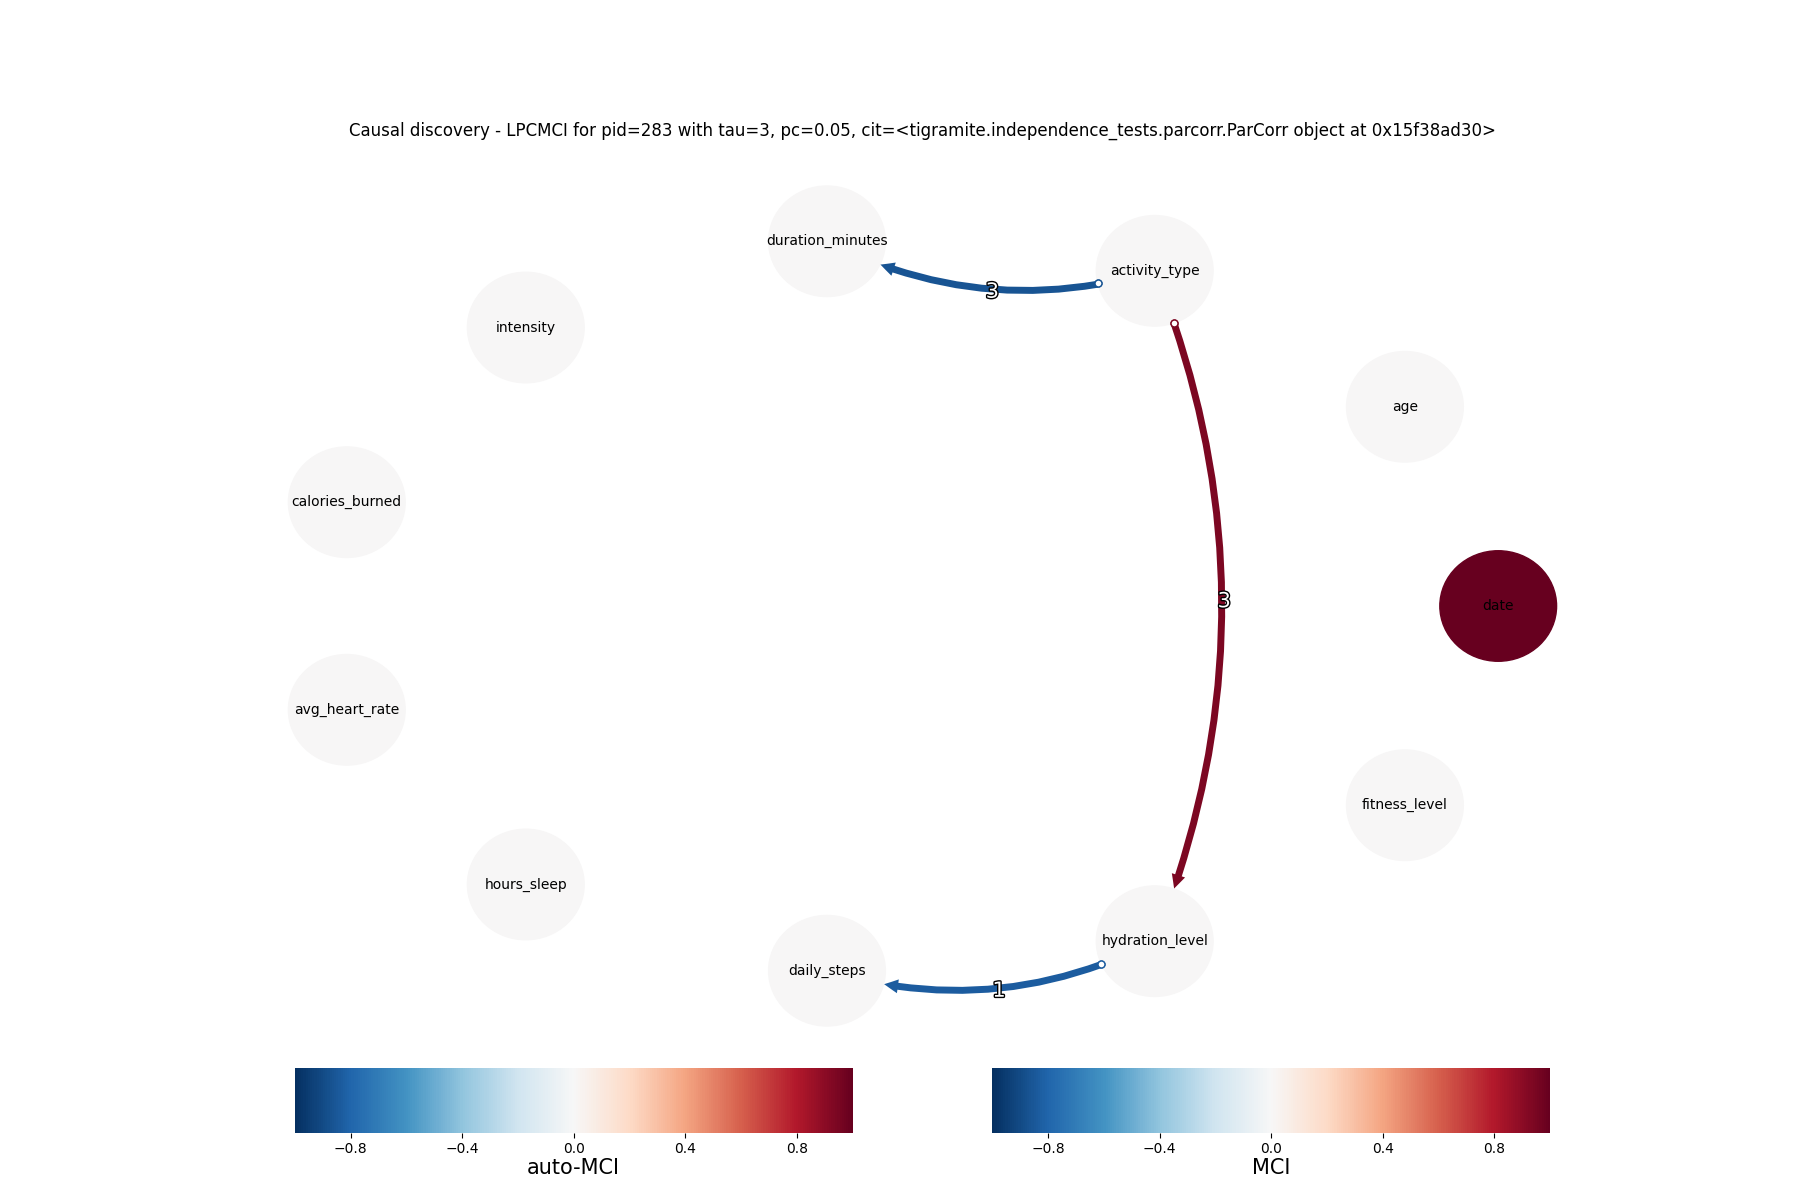 Causal discovery - LPCMCI for pid=283 with tau=3, pc=0.05, cit=<tigramite.independence_tests.parcorr.ParCorr object at 0x15f38ad30>
duration_minutes
activity_type
3
intensity
age
calories_burned
3
date
avg_heart_rate
fitness_level
hours_sleep
hydration_level
daily_steps
1
−0.8 −0.4 0.0 0.4 0.8
auto-MCI
−0.8 −0.4 0.0 0.4 0.8
MCI